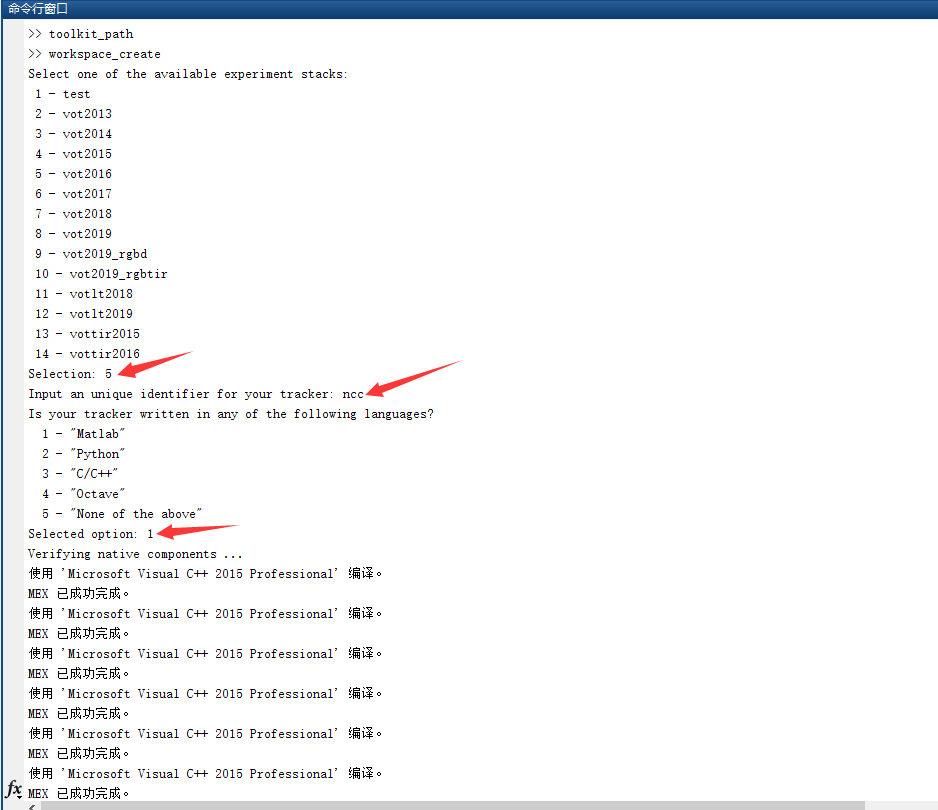 命令行窗口
>> toolkit_path
>> workspace_create
Select one of the available experiment stacks:
1 - test
2 - vot2013
3 - vot2014
4 - vot2015
5 - vot2016
6 - vot2017
7 - vot2018
8 - vot2019
9 - vot2019_rgbd
10 - vot2019_rgbtir
11 - votlt2018
12 - votlt2019
13 - vottir2015
14 - vottir2016
Selection: 5
Input an unique identifier for your tracker: ncc
Is your tracker written in any of the following languages?
1 - "Matlab"
2 - "Python"
3 - "C/C++"
4 - "Octave"
5 - "None of the above"
Selected option: 1
Verifying native components ...
使用 'Microsoft Visual C++ 2015 Professional' 编译。
MEX 已成功完成。
使用 'Microsoft Visual C++ 2015 Professional' 编译。
MEX 已成功完成。
使用 'Microsoft Visual C++ 2015 Professional' 编译。
MEX 已成功完成。
使用 'Microsoft Visual C++ 2015 Professional' 编译。
MEX 已成功完成。
使用 'Microsoft Visual C++ 2015 Professional' 编译。
MEX 已成功完成。
使用 'Microsoft Visual C++ 2015 Professional' 编译。
fx MEX 已成功完成。